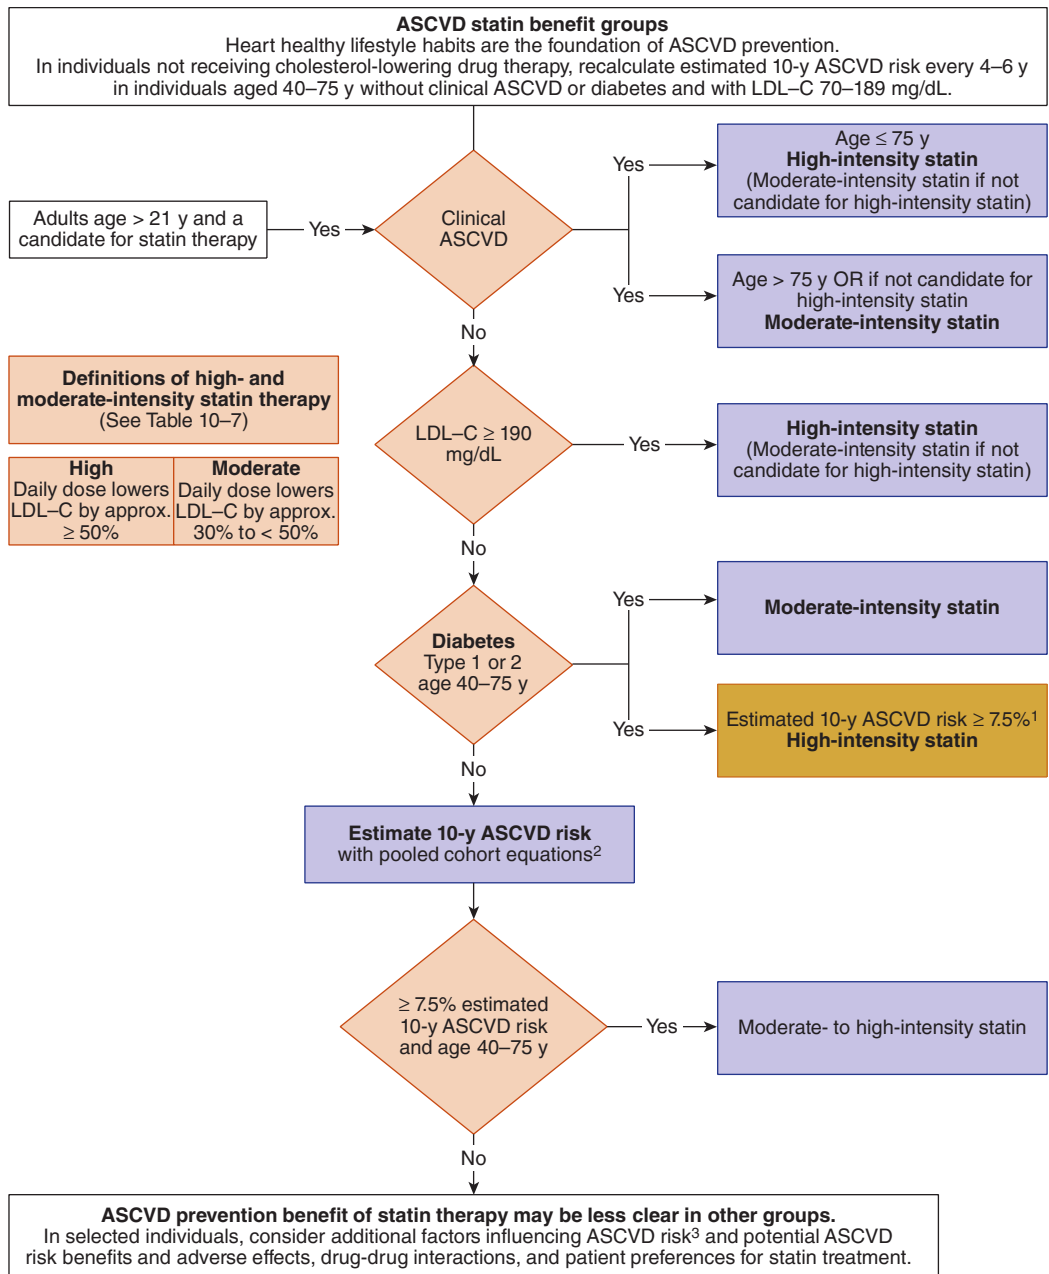 ASCVD statin benefit groups
Heart healthy lifestyle habits are the foundation of ASCVD prevention.
In individuals not receiving cholesterol-lowering drug therapy, recalculate estimated 10-y ASCVD risk every 4–6 y
in individuals aged 40–75 y without clinical ASCVD or diabetes and with LDL–C 70–189 mg/dL.
Adults age > 21 y and a
candidate for statin therapy
Yes
Clinical
ASCVD
Yes
Age ≤ 75 y
High-intensity statin
(Moderate-intensity statin if not
candidate for high-intensity statin)
Yes
Age > 75 y OR if not candidate for
high-intensity statin
Moderate-intensity statin
No
Definitions of high- and
moderate-intensity statin therapy
(See Table 10–7)
High
Daily dose lowers
LDL–C by approx.
≥ 50%
Moderate
Daily dose lowers
LDL–C by approx.
30% to < 50%
LDL–C ≥ 190
mg/dL
Yes
High-intensity statin
(Moderate-intensity statin if not
candidate for high-intensity statin)
No
Diabetes
Type 1 or 2
age 40–75 y
Yes
Moderate-intensity statin
Yes
Estimated 10-y ASCVD risk ≥ 7.5%¹
High-intensity statin
No
Estimate 10-y ASCVD risk
with pooled cohort equations²
≥ 7.5% estimated
10-y ASCVD risk
and age 40–75 y
Yes
Moderate- to high-intensity statin
No
ASCVD prevention benefit of statin therapy may be less clear in other groups.
In selected individuals, consider additional factors influencing ASCVD risk³ and potential ASCVD
risk benefits and adverse effects, drug-drug interactions, and patient preferences for statin treatment.